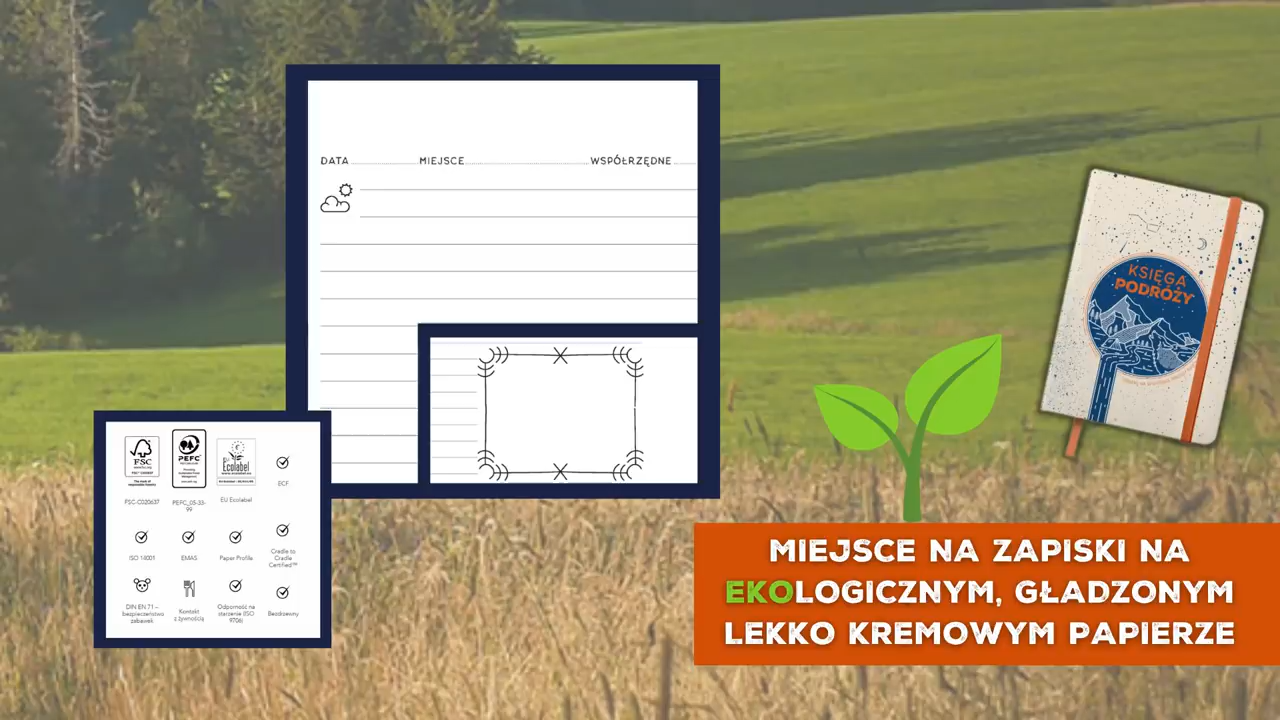 DATA MIEJSCE WSPÓŁRZĘDNE
KSIĘGA
PODRÓŻY
FSC
PEFC
Ecolabel
FSC-C020637
PEFC_05-33-
99
EU Ecolabel
ECF
ISO 14001
EMAS
Paper Profile
Cradle to
Cradle
Certified™
DIN EN 71 –
bezpieczeństwo
zabawek
Kontakt
z żywnością
Odporność na
starzenie (ISO
9706)
Bezdrzewny
MIEJSCE NA ZAPISKI NA
EKOLOGICZNYM, GŁADZONYM
LEKKO KREMOWYM PAPIERZE